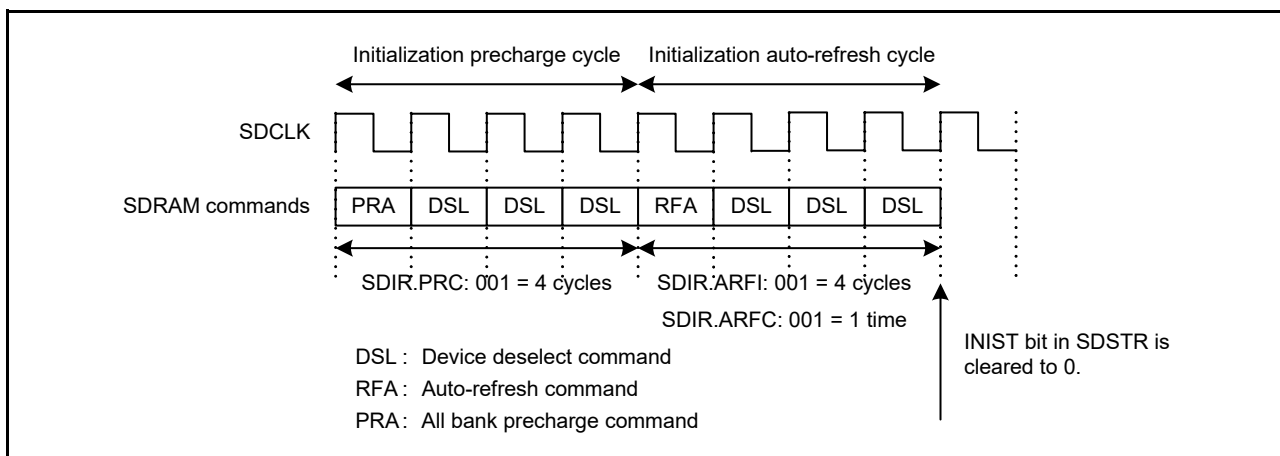 Initialization precharge cycle Initialization auto-refresh cycle
SDCLK
SDRAM commands PRA DSL DSL DSL RFA DSL DSL DSL
SDIR.PRC: 001 = 4 cycles SDIR.ARFI: 001 = 4 cycles
SDIR.ARFC: 001 = 1 time
INIST bit in SDSTR is
cleared to 0.
DSL : Device deselect command
RFA : Auto-refresh command
PRA : All bank precharge command